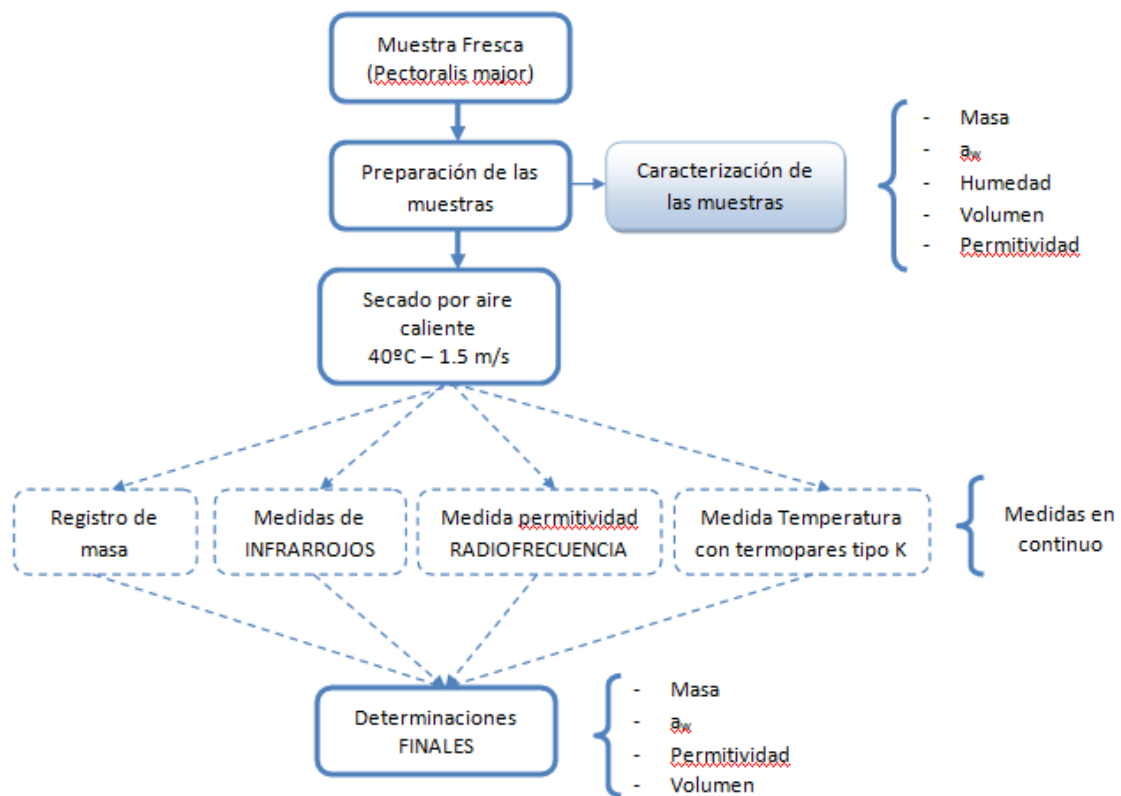 Muestra Fresca
(Pectoralis major)
Preparación de las
muestras
Caracterización de
las muestras
- Masa
- aw
- Humedad
- Volumen
- Permitividad
Secado por aire
caliente
40ºC – 1.5 m/s
Registro de
masa
Medidas de
INFRARROJOS
Medida permitividad
RADIOFRECUENCIA
Medida Temperatura
con termopares tipo K
Medidas en
continuo
Determinaciones
FINALES
- Masa
- aw
- Permitividad
- Volumen